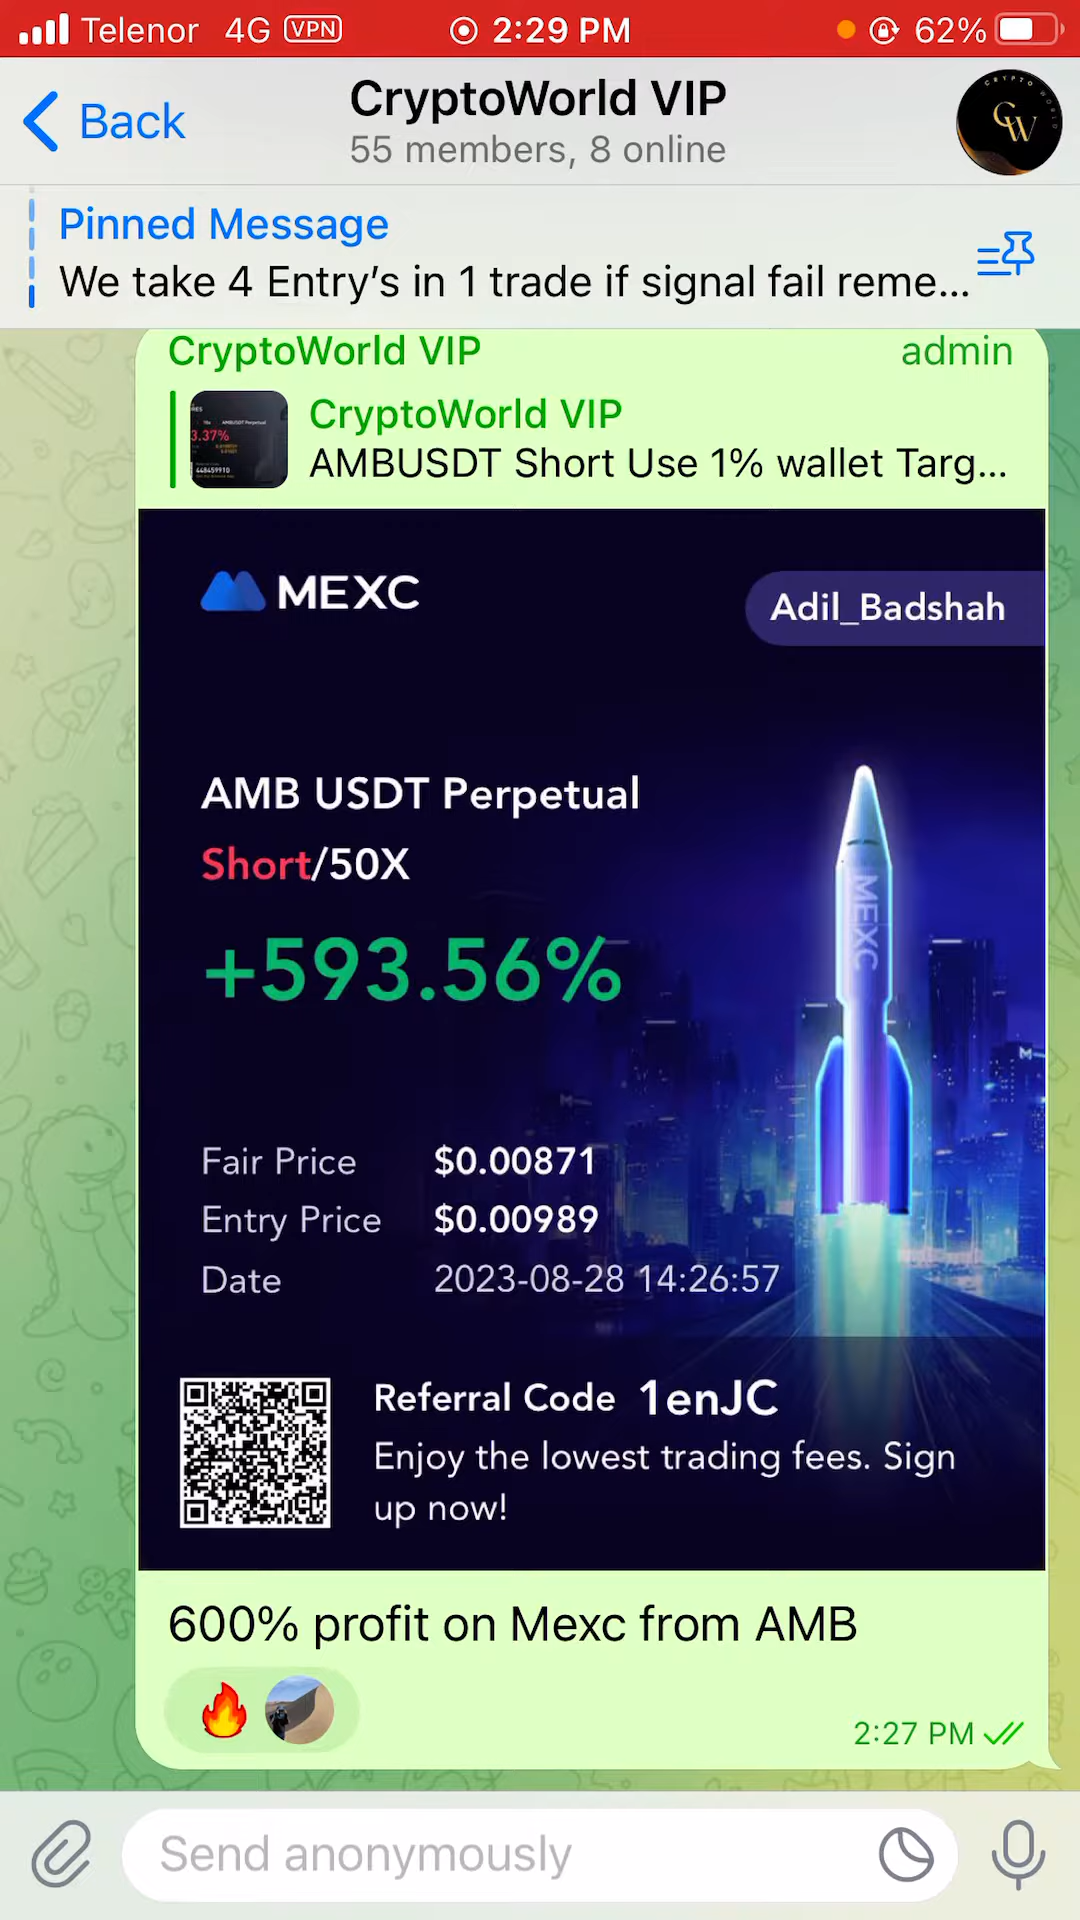 Telenor 4G VPN 2:29 PM 62%
Back
CryptoWorld VIP
55 members, 8 online
Pinned Message
We take 4 Entry's in 1 trade if signal fail reme...
CryptoWorld VIP admin
CryptoWorld VIP
AMBUSDT Short Use 1% wallet Targ...
MEXC
Adil_Badshah
AMB USDT Perpetual
Short/50X
+593.56%
MEXC
Fair Price $0.00871
Entry Price $0.00989
Date 2023-08-28 14:26:57
Referral Code 1enJC
Enjoy the lowest trading fees. Sign
up now!
600% profit on Mexc from AMB
2:27 PM
Send anonymously